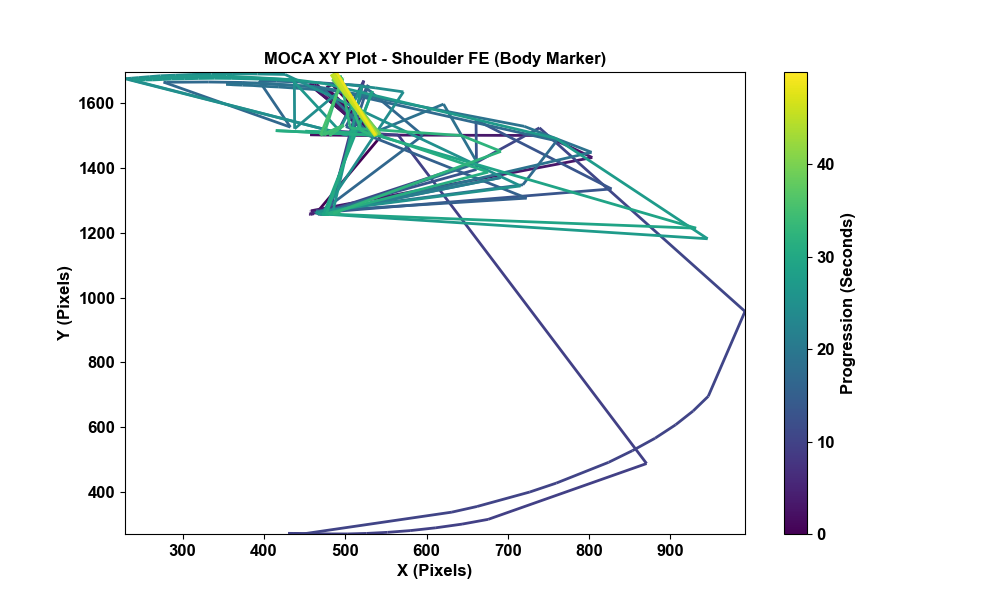 MOCA XY Plot - Shoulder FE (Body Marker)
1600
1400
1200
1000
800
600
400
Y (Pixels)
300 400 500 600 700 800 900
X (Pixels)
40
30
20
10
0
Progression (Seconds)